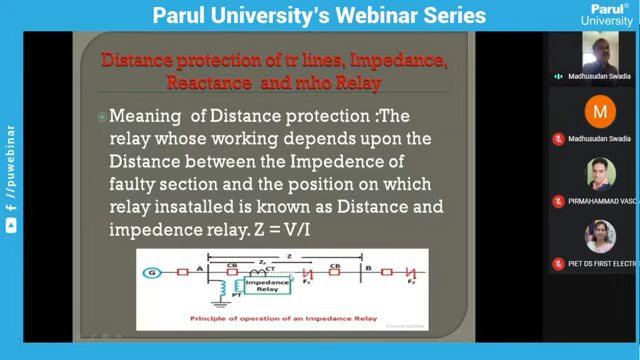 Parul University's Webinar Series
Parul®
University
Distance protection of tr lines, Impedance,
Reactance and mho Relay
Meaning of Distance protection :The
relay whose working depends upon the
Distance between the Impedence of
faulty section and the position on which
relay insatalled is known as Distance and
impedence relay. Z = V/I
Z
CB
CT
CB
G
A
B
F₁
F₂
PT
Impedance
Relay
Principle of operation of an Impedance Relay
/puwebinar
Madhusudan Swadia
M
Madhusudan Swadia
PIRMAHAMMAD VASO
PIET DS FIRST ELECTR